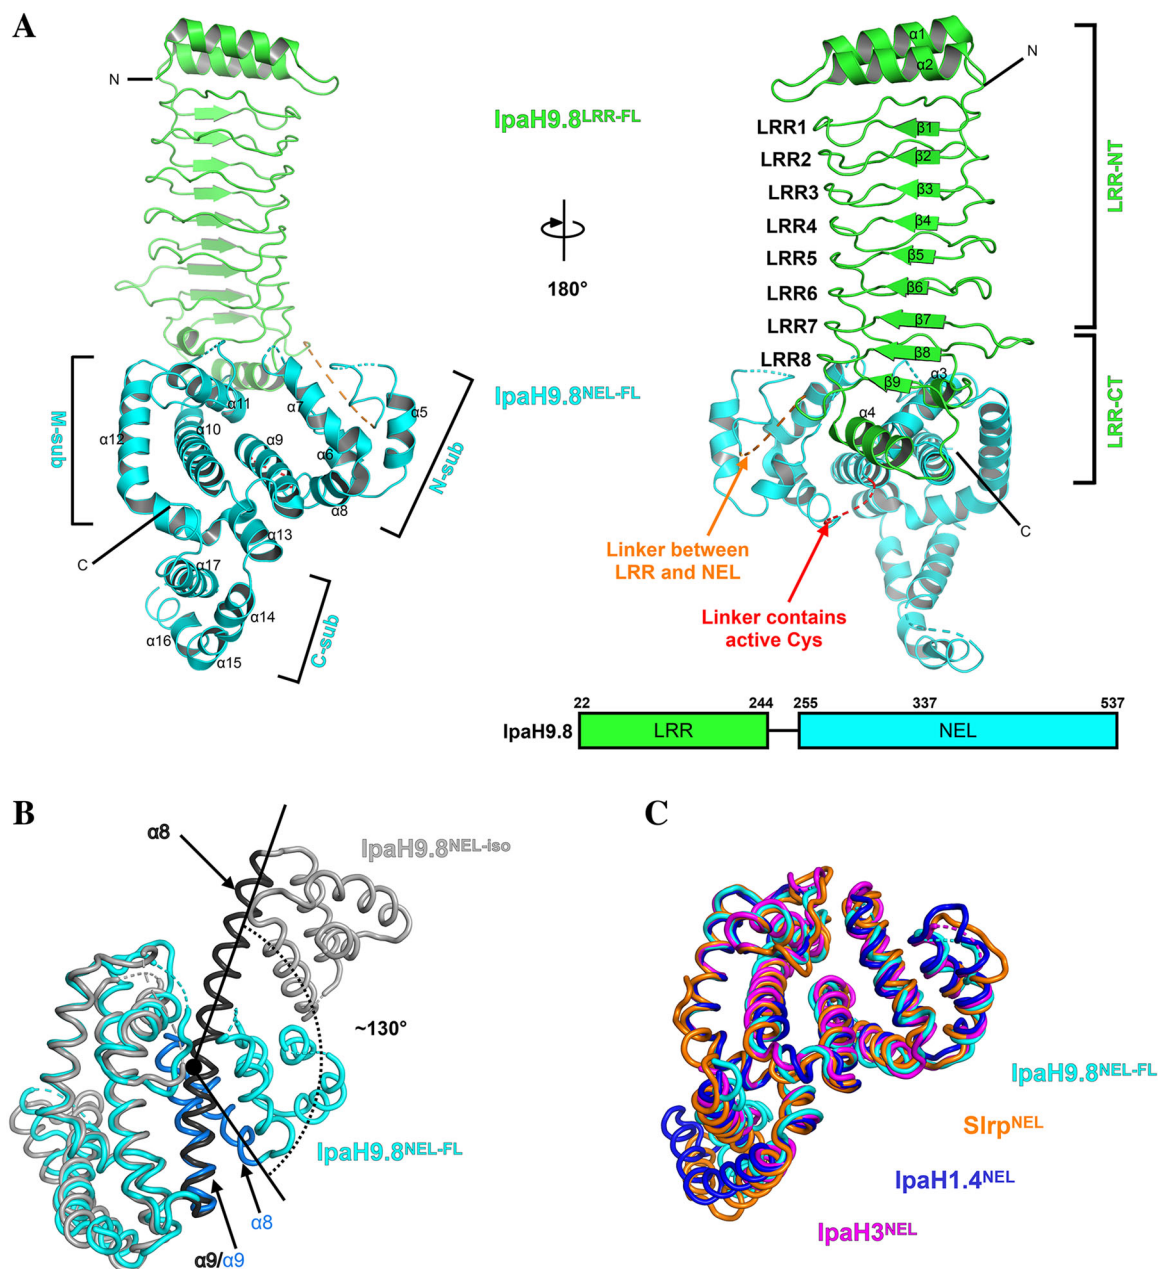 A
N
IpaH9.8LRR-FL
180°
IpaH9.8NEL-FL
M-sub
N-sub
C-sub
C
α5
α6
α7
α8
α9
α10
α11
α12
α13
α14
α15
α16
α17
α1
α2
N
LRR1
LRR2
LRR3
LRR4
LRR5
LRR6
LRR7
LRR8
β1
β2
β3
β4
β5
β6
β7
β8
β9
α3
α4
LRR-NT
LRR-CT
C
Linker between
LRR and NEL
Linker contains
active Cys
22 244 255 337 537
IpaH9.8 LRR NEL
B
α8
IpaH9.8NEL-iso
~130°
IpaH9.8NEL-FL
α8
α9/α9
C
IpaH9.8NEL-FL
SlrpNEL
IpaH1.4NEL
IpaH3NEL